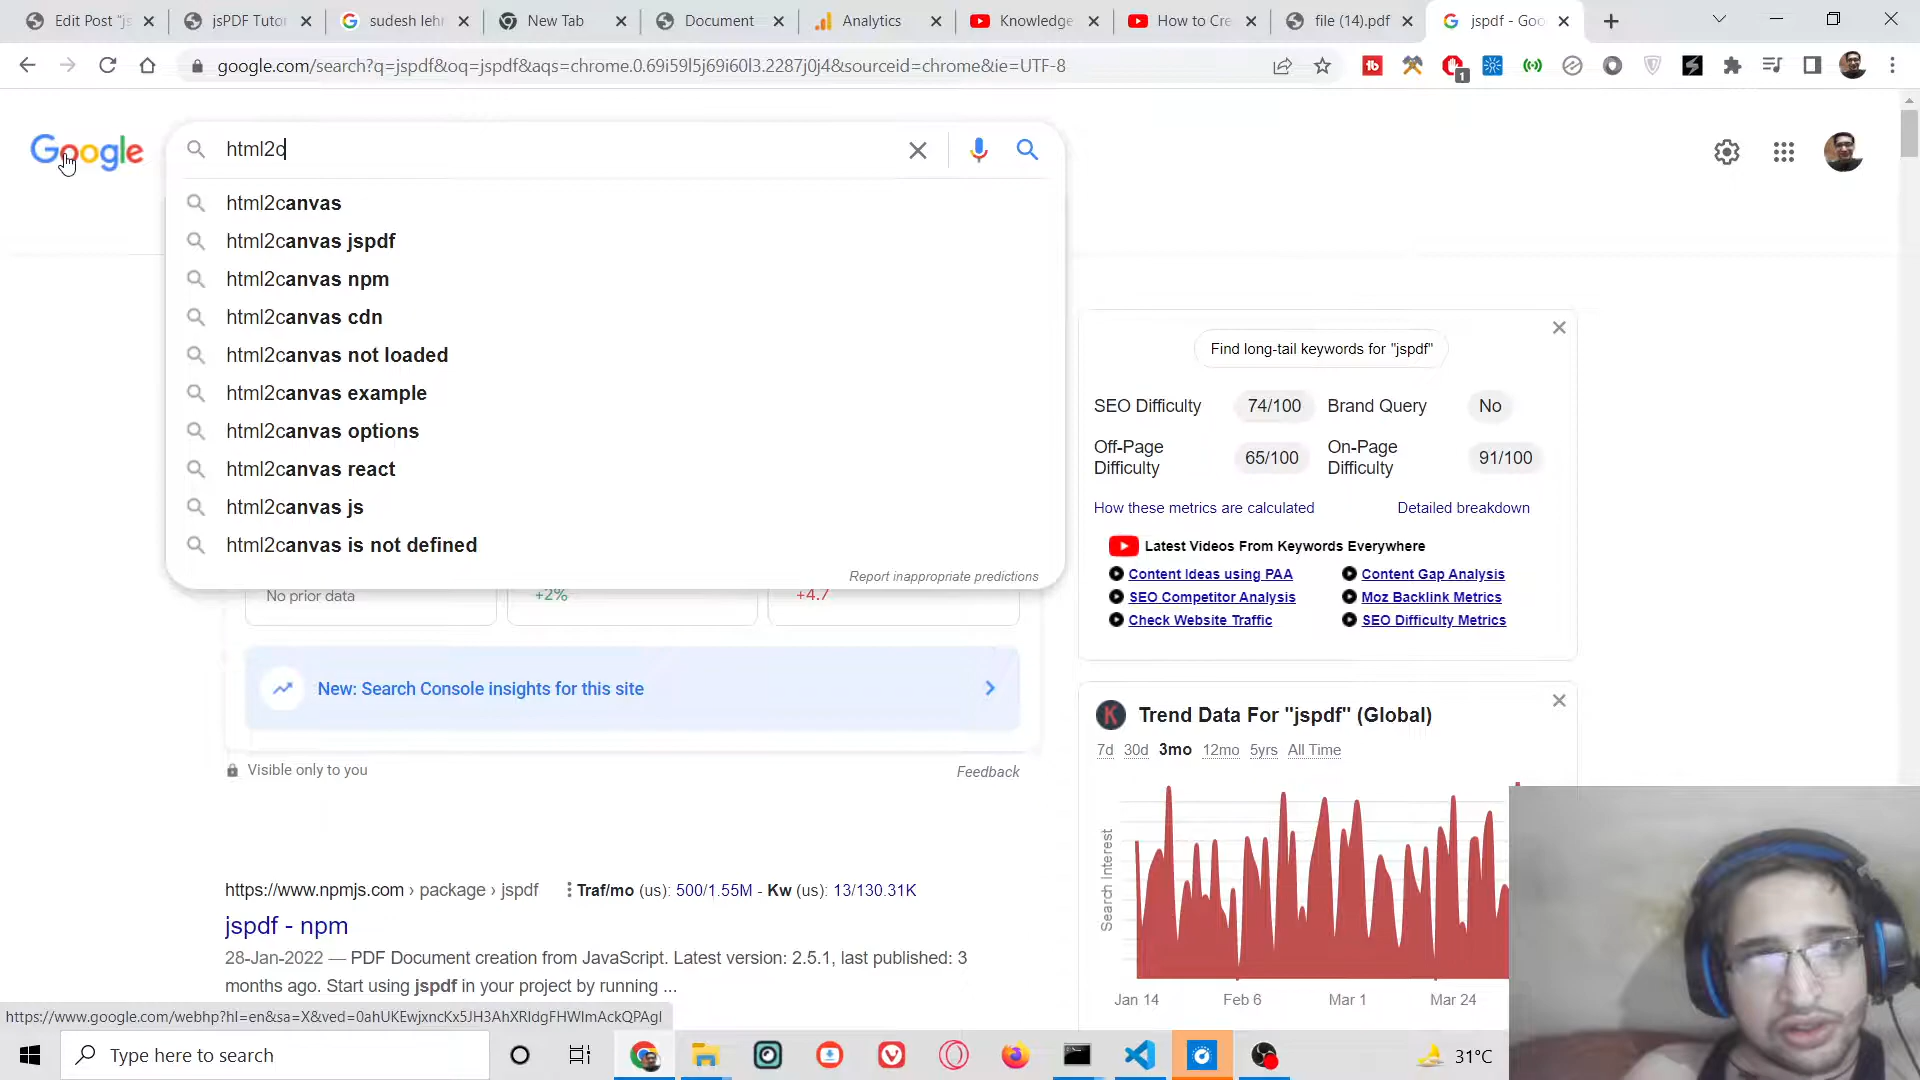 Edit Post "js
jsPDF Tuto
sudesh lehr
New Tab
Document
Analytics
Knowledge
How to Cre
file (14).pdf
jspdf - Goo
google.com/search?q=jspdf&oq=jspdf&aqs=chrome.0.69i59l5j69i60l3.2287j0j4&sourceid=chrome&ie=UTF-8
1
Google
html2c
html2canvas
html2canvas jspdf
html2canvas npm
html2canvas cdn
html2canvas not loaded
html2canvas example
html2canvas options
html2canvas react
html2canvas js
html2canvas is not defined
Report inappropriate predictions
No prior data
+2%
+4.7
New: Search Console insights for this site
Visible only to you
Feedback
https://www.npmjs.com › package › jspdf
Traf/mo (us): 500/1.55M - Kw (us): 13/130.31K
jspdf - npm
28-Jan-2022 — PDF Document creation from JavaScript. Latest version: 2.5.1, last published: 3
months ago. Start using jspdf in your project by running ...
Find long-tail keywords for "jspdf"
SEO Difficulty 74/100 Brand Query No
Off-Page Difficulty 65/100 On-Page Difficulty 91/100
How these metrics are calculated
Detailed breakdown
Latest Videos From Keywords Everywhere
Content Ideas using PAA
Content Gap Analysis
SEO Competitor Analysis
Moz Backlink Metrics
Check Website Traffic
SEO Difficulty Metrics
K
Trend Data For "jspdf" (Global)
7d 30d 3mo 12mo 5yrs All Time
Search Interest
Jan 14 Feb 6 Mar 1 Mar 24
https://www.google.com/webhp?hl=en&sa=X&ved=0ahUKEwjxncKx5JH3AhXRIdgFHWImAckQPAgI
Type here to search
31°C